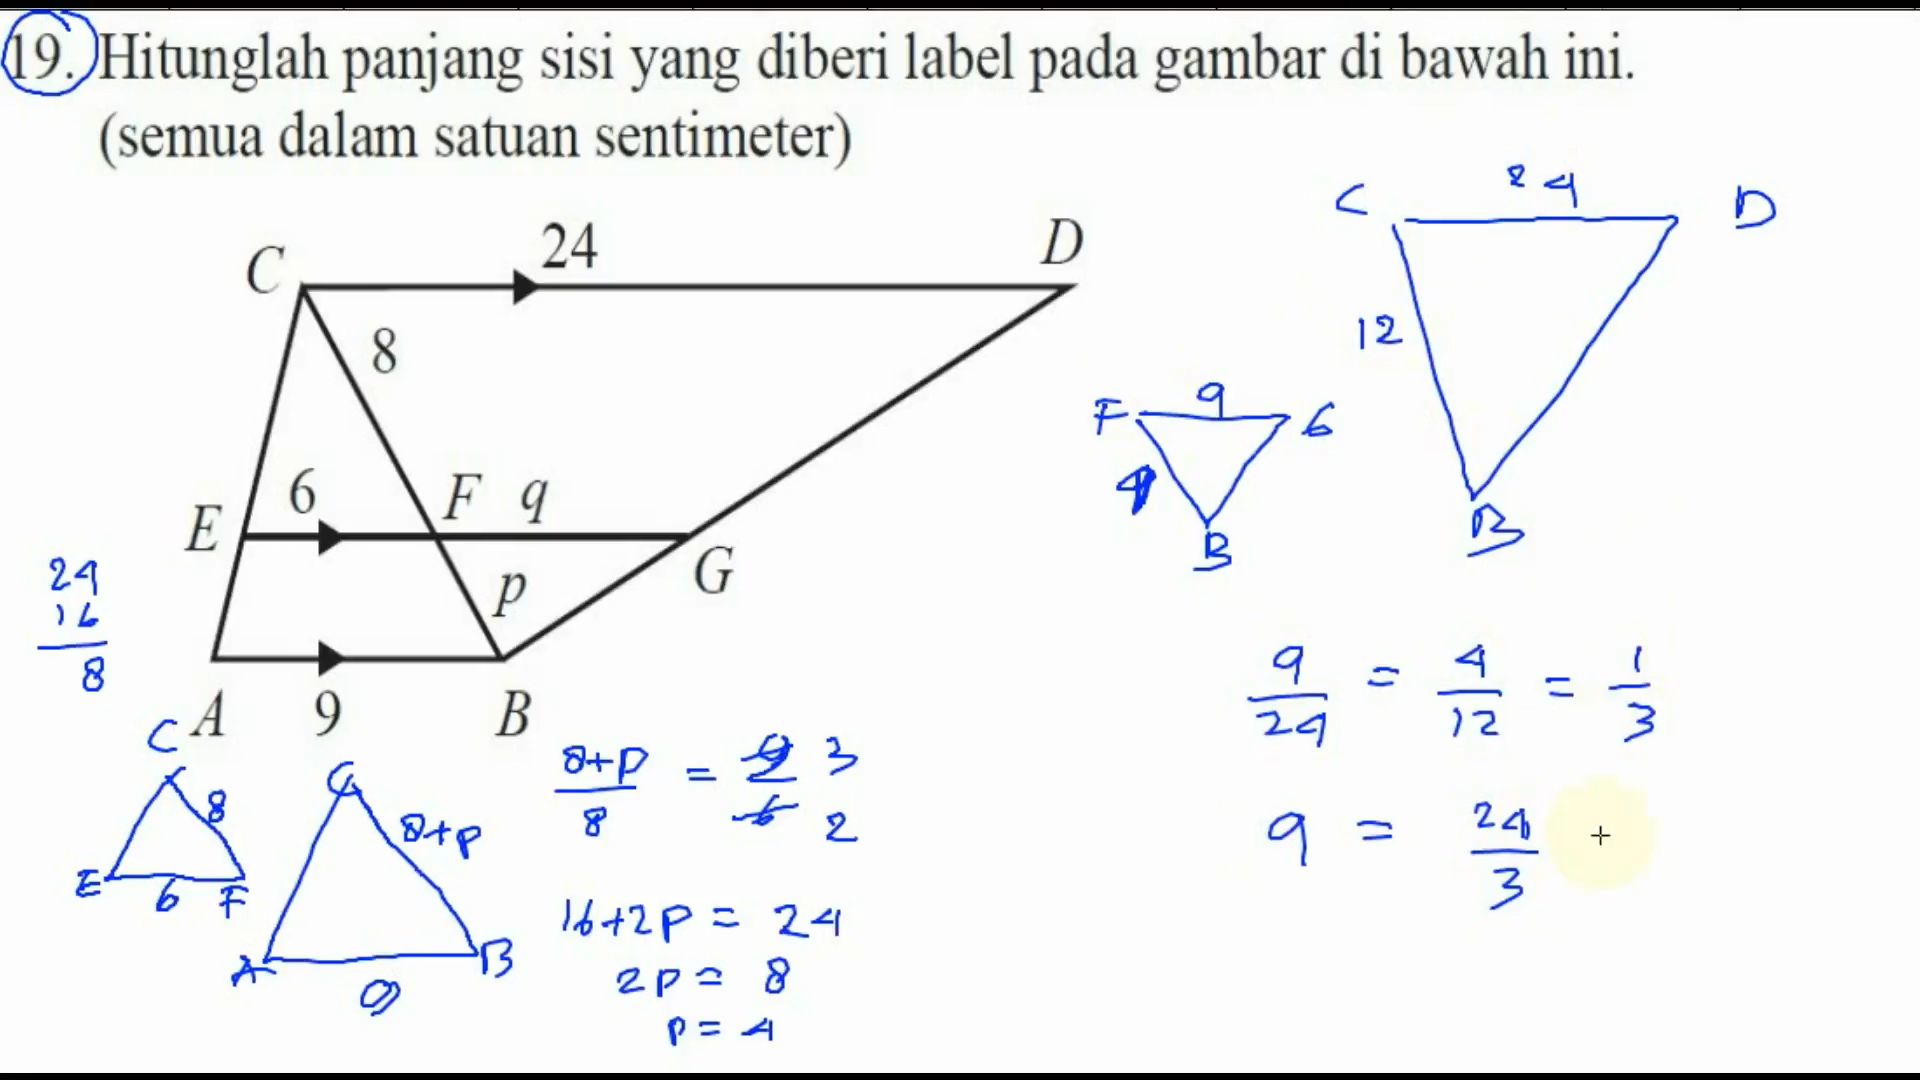 19. Hitunglah panjang sisi yang diberi label pada gambar di bawah ini.
(semua dalam satuan sentimeter)
C 24 D
8
E 6 F q
G
p
A 9 B
24
16
8
C
8
E 6 F
C
8+p
A B
9
8+p / 8 = 9/6 3/2
16+2p = 24
2p = 8
p = 4
C 24 D
12
B
F q G
4
B
q/24 = 4/12 = 1/3
q = 24/3